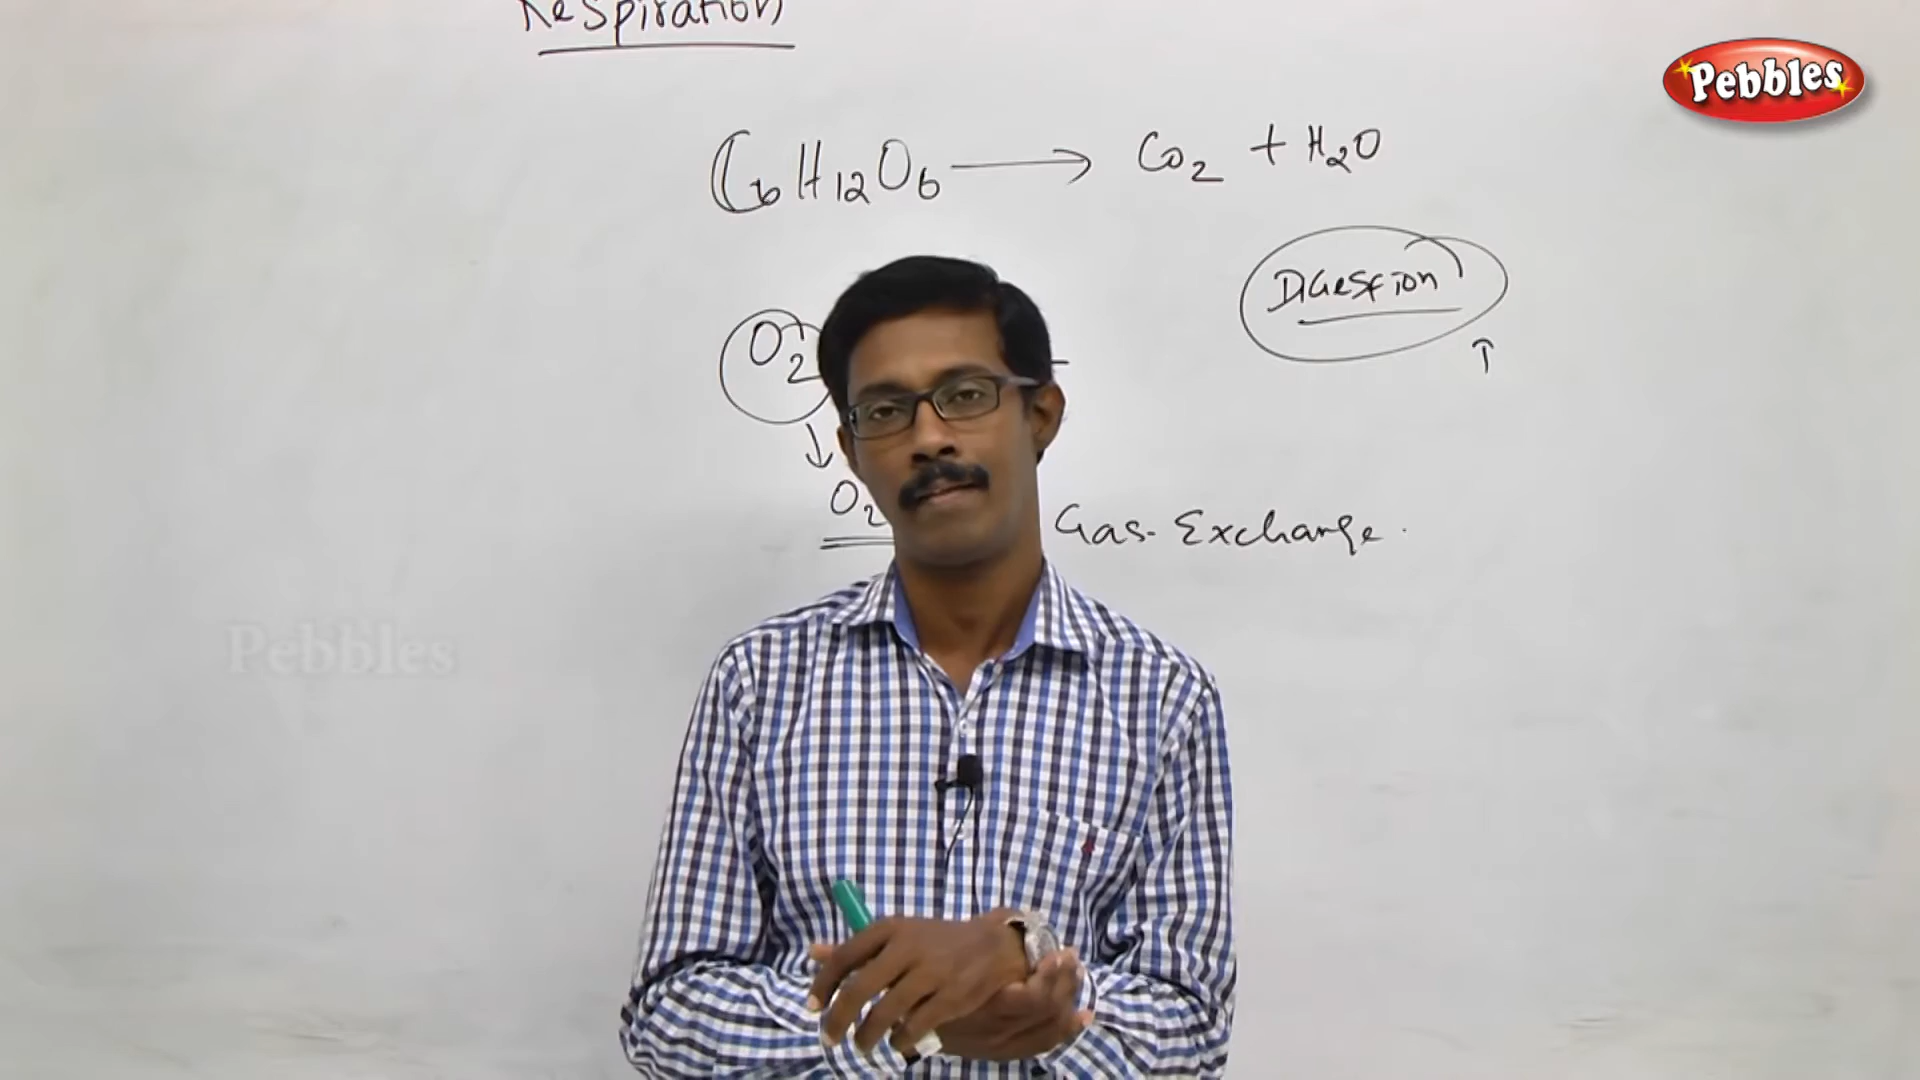 Respiration
Pebbles
C6H12O6 → CO2 + H2O
Digestion
O2
↑
↓
O2
Gas-Exchange.
Pebbles